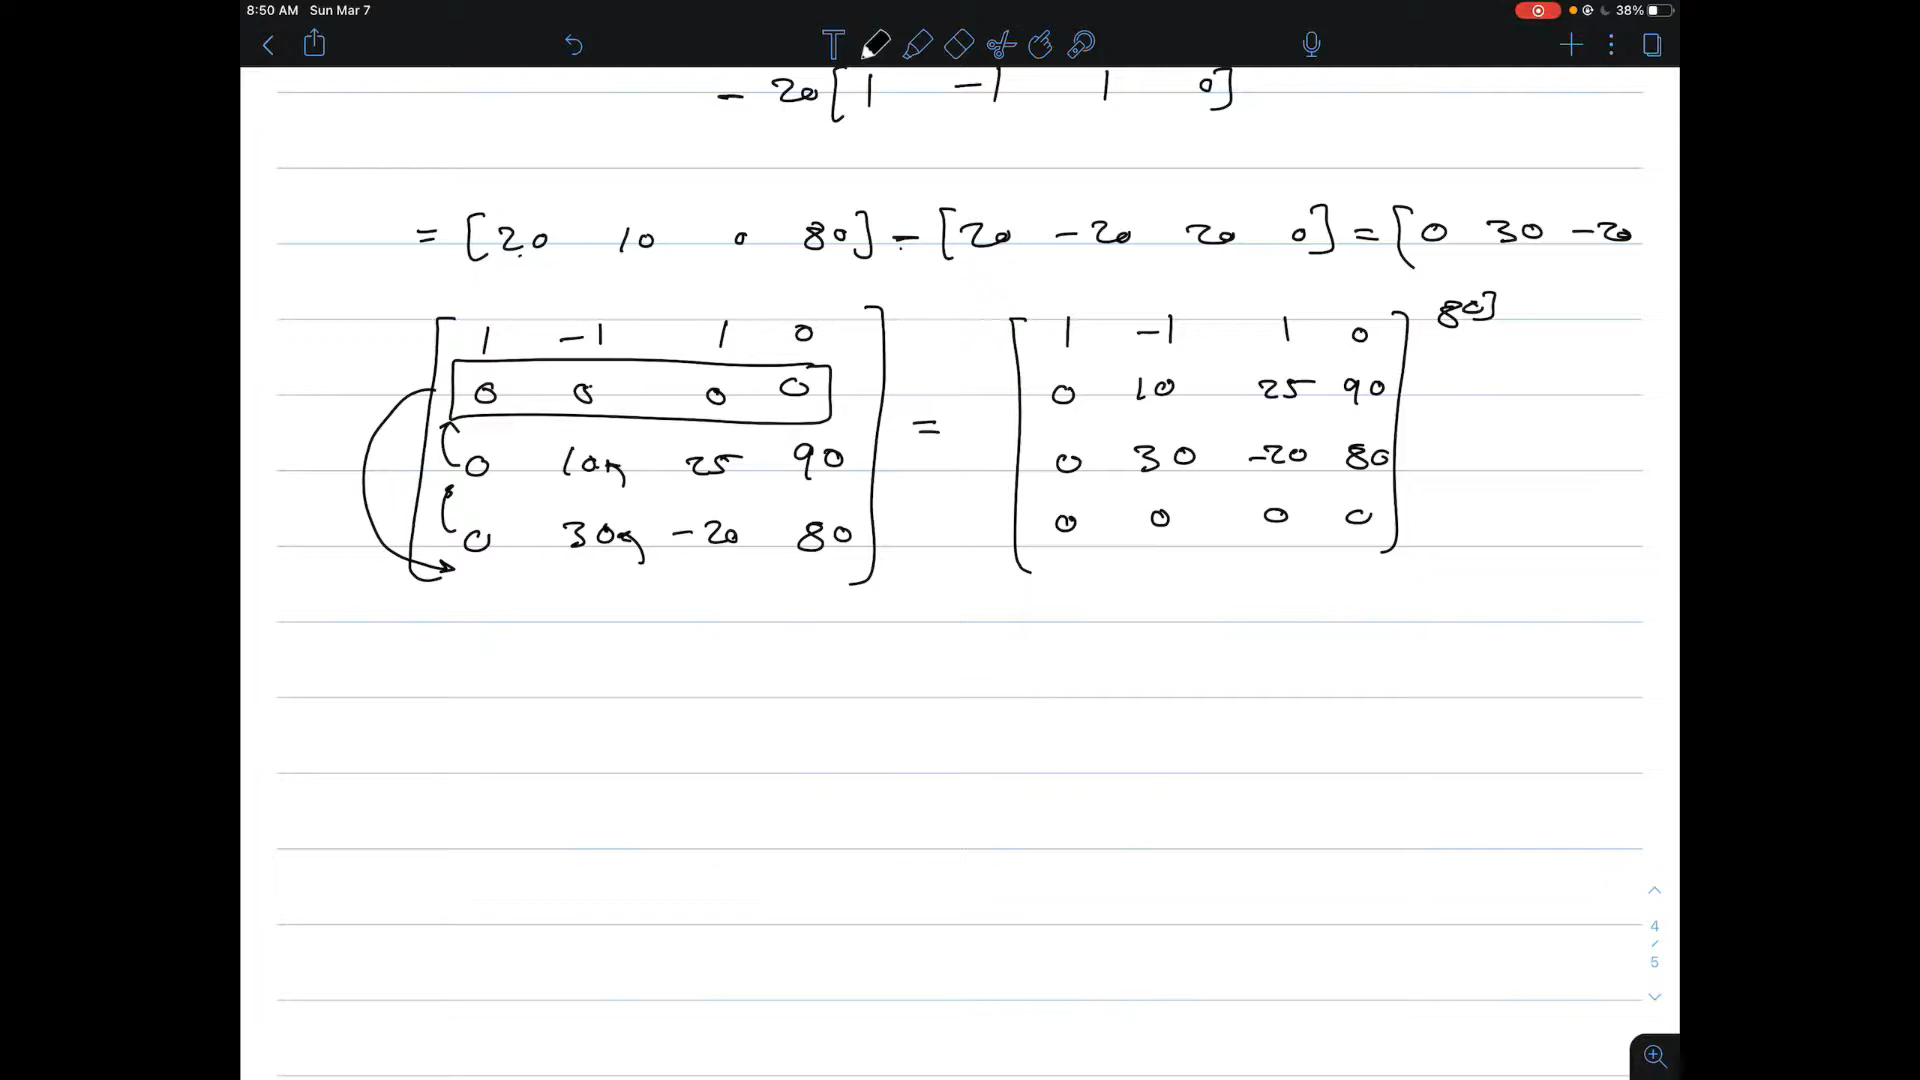 8:50 AM Sun Mar 7
38%
T
- 20[1 -1 1 0]
= [20 10 0 80] - [20 -20 20 0] = [0 30 -20
80]
[1 -1 1 0
0 0 0 0
0 10 25 90
0 30 -20 80]
=
[1 -1 1 0
0 10 25 90
0 30 -20 80
0 0 0 0]
4
/
5